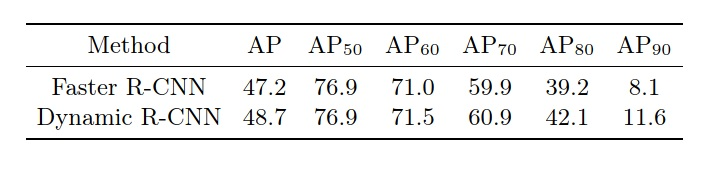 Method AP AP50 AP60 AP70 AP80 AP90
Faster R-CNN 47.2 76.9 71.0 59.9 39.2 8.1
Dynamic R-CNN 48.7 76.9 71.5 60.9 42.1 11.6